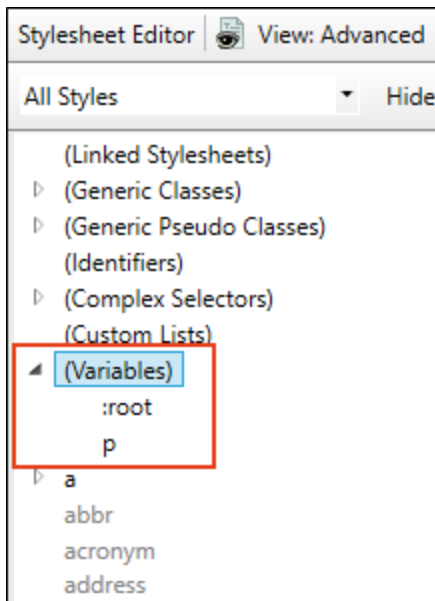 Stylesheet Editor View: Advanced
All Styles Hide
(Linked Stylesheets)
(Generic Classes)
(Generic Pseudo Classes)
(Identifiers)
(Complex Selectors)
(Custom Lists)
(Variables)
:root
p
a
abbr
acronym
address